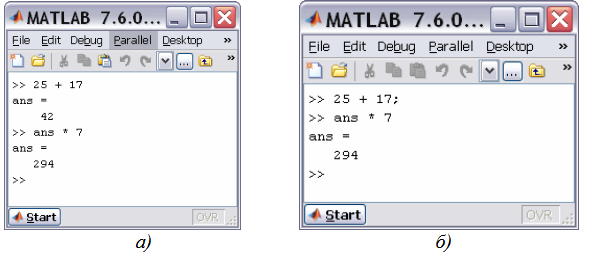 MATLAB 7.6.0...
File Edit Debug Parallel Desktop »
...
»
>> 25 + 17
ans =
42
>> ans * 7
ans =
294
>>
Start
OVR
а)
MATLAB 7.6.0...
File Edit Debug Parallel Desktop »
...
»
>> 25 + 17;
>> ans * 7
ans =
294
>>
Start
OVR
б)